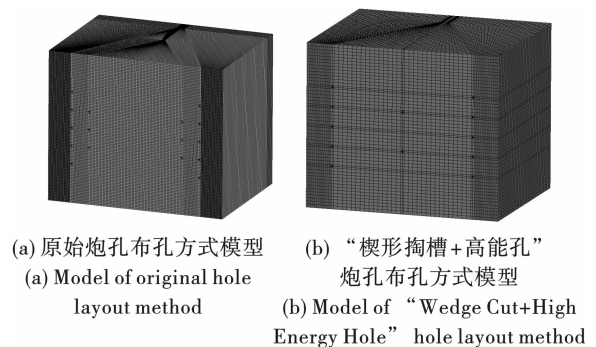 (a) 原始炮孔布孔方式模型
(a) Model of original hole
layout method
(b) “楔形掏槽+高能孔”
炮孔布孔方式模型
(b) Model of “Wedge Cut+High
Energy Hole” hole layout method